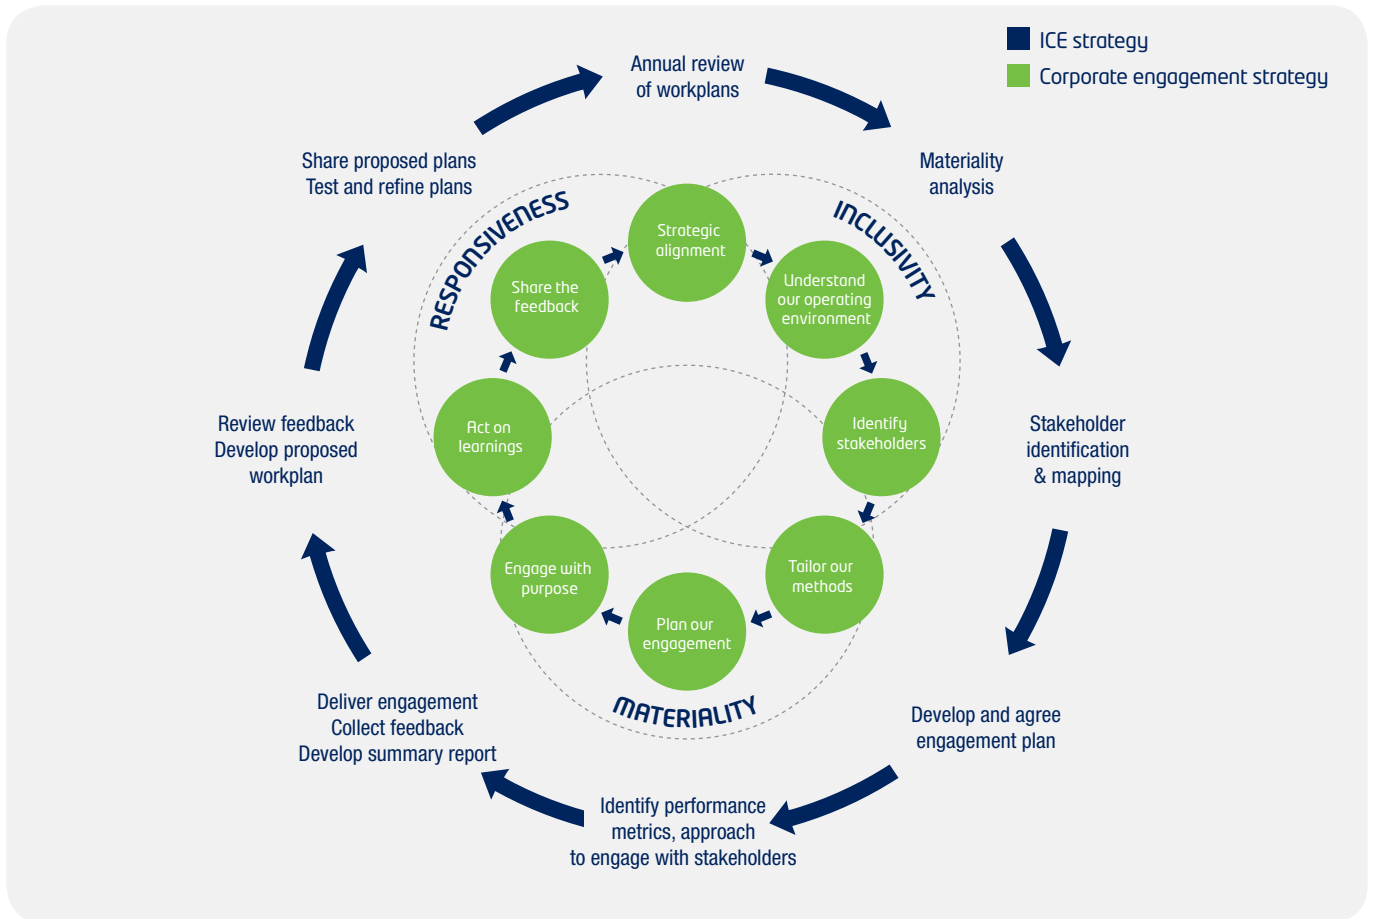 ICE strategy
Corporate engagement strategy
Annual review
of workplans
Materiality
analysis
Stakeholder
identification
& mapping
Develop and agree
engagement plan
Identify performance
metrics, approach
to engage with stakeholders
Deliver engagement
Collect feedback
Develop summary report
Review feedback
Develop proposed
workplan
Share proposed plans
Test and refine plans
RESPONSIVENESS
INCLUSIVITY
MATERIALITY
Strategic
alignment
Understand
our operating
environment
Identify
stakeholders
Tailor our
methods
Plan our
engagement
Engage with
purpose
Act on
learnings
Share the
feedback